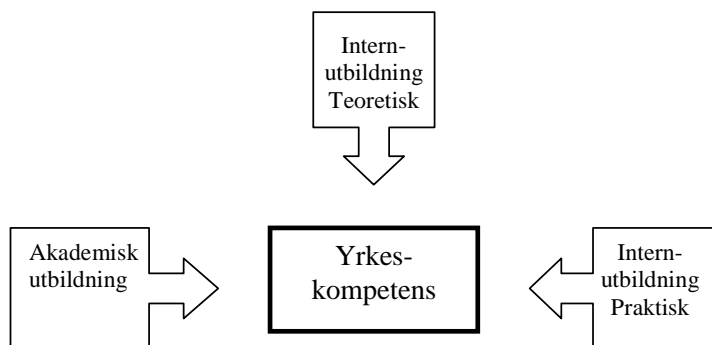 Intern-
utbildning
Teoretisk
Akademisk
utbildning
Yrkes-
kompetens
Intern-
utbildning
Praktisk